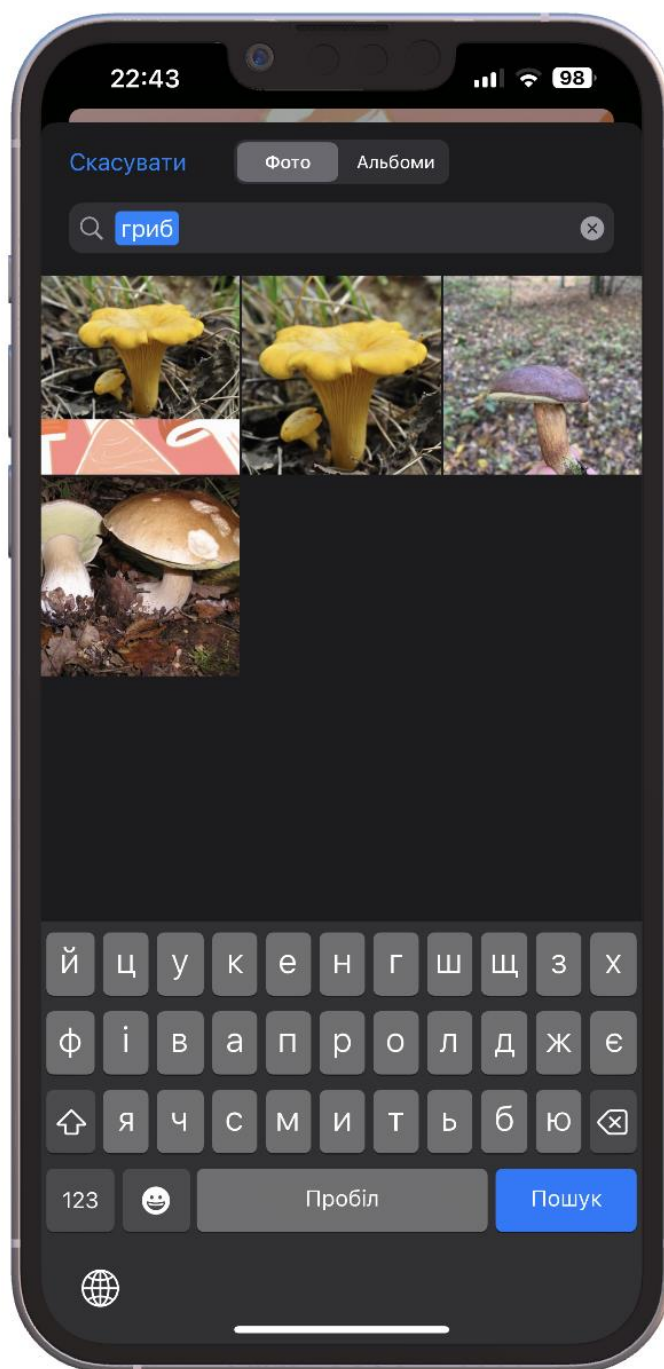 22:43
98
Скасувати
Фото
Альбоми
гриб
й ц у к е н г ш щ з х
ф і в а п р о л д ж є
я ч с м и т ь б ю
123
Пробіл
Пошук